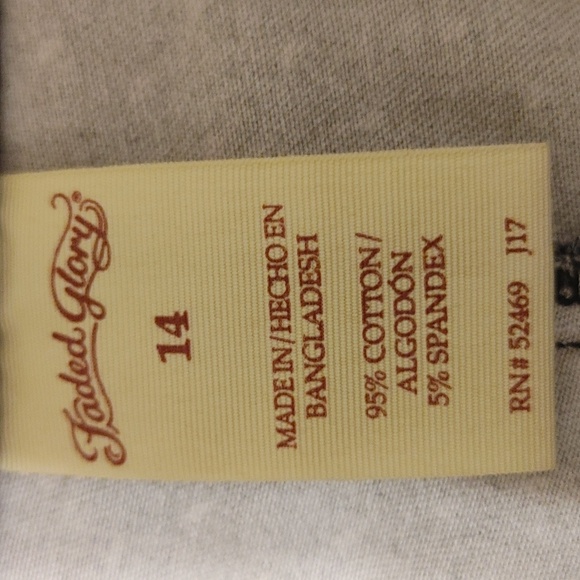 Faded Glory®
14
MADE IN/HECHO EN
BANGLADESH
95% COTTON/
ALGODÓN
5% SPANDEX
RN# 52469 J17